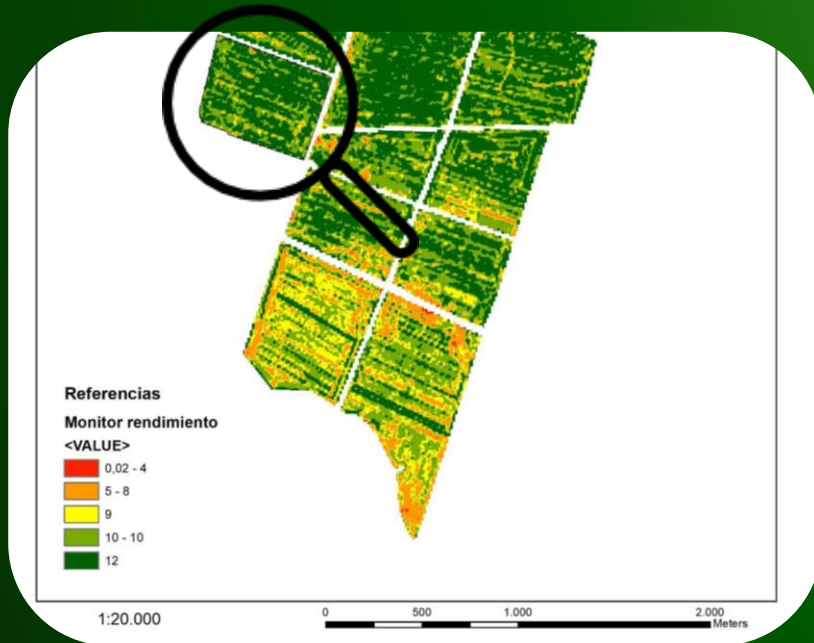 Referencias
Monitor rendimiento
<VALUE>
0,02 - 4
5 - 8
9
10 - 10
12
1:20.000
0 500 1.000 2.000
Meters